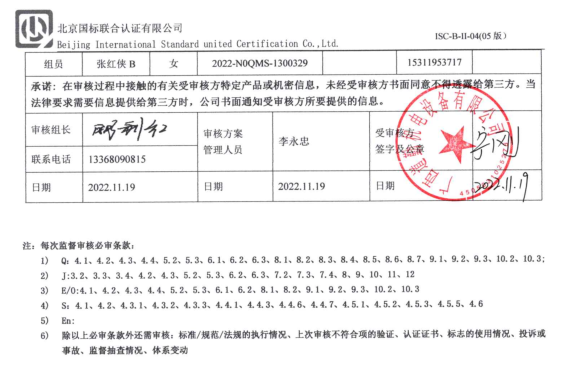 北京国标联合认证有限公司
Beijing International Standard united Certification Co.,Ltd.
ISC-B-II-04(05版)
组员 张红侠 B 女 2022-N0QMS-1300329 15311953717
承诺：在审核过程中接触的有关受审核方特定产品或机密信息，未经受审核方书面同意不得透露给第三方。当
法律要求需要信息提供给第三方时，公司书面通知受审核方所要提供的信息。
审核组长 审核方案 管理人员 李永忠 受审核方 签字及公章
联系电话 13368090815
日期 2022.11.19 日期 2022.11.19 日期 2022.11.19
机电设备有限公司
注：每次监督审核必审条款：
1) Q: 4.1、4.2、4.3、4.4、5.2、5.3、6.1、6.2、6.3、8.1、8.2、8.3、8.4、8.5、8.6、8.7、9.1、9.2、9.3、10.2、10.3;
2) J:3.2、3.3、3.4、4.2、4.3、5.2、5.3、6.2、6.3、7.2、7.3、7.4、8、9、10、11、12
3) E/O:4.1、4.2、4.3、4.4、5.2、5.3、6.1、6.2、8.1、8.2、9.1、9.2、9.3、10.2、10.3
4) S: 4.1、4.2、4.3.1、4.3.2、4.3.3、4.4.1、4.4.3、4.4.6、4.4.7、4.5.1、4.5.2、4.5.3、4.5.5、4.6
5) En:
6) 除以上必审条款外还需审核：标准/规范/法规的执行情况、上次审核不符合项的验证、认证证书、标志的使用情况、投诉或
事故、监督抽查情况、体系变动